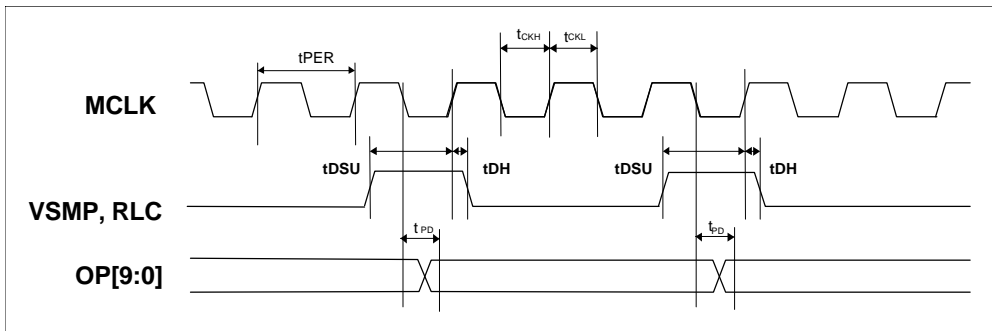 tCKH tCKL
tPER
MCLK
tDSU tDH tDSU tDH
VSMP, RLC
tPD tPD
OP[9:0]